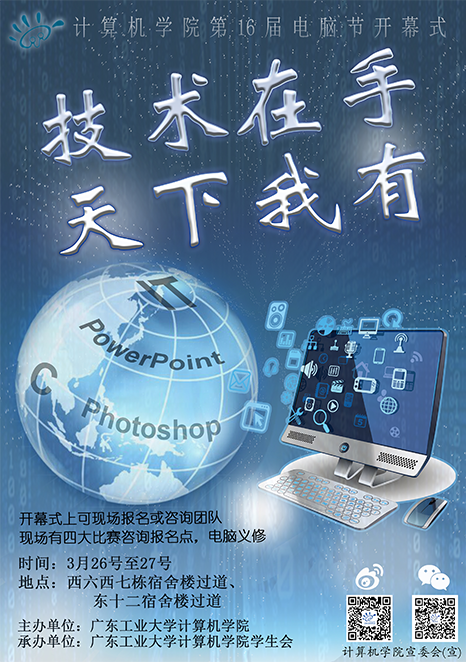 计算机学院第16届电脑节开幕式
技术在手
天下我有
IT
PowerPoint
C
Photoshop
开幕式上可现场报名或咨询团队
现场有四大比赛咨询报名点，电脑义修
时间：3月26号至27号
地点：西六西七栋宿舍楼过道、
东十二宿舍楼过道
主办单位：广东工业大学计算机学院
承办单位：广东工业大学计算机学院学生会
计算机学院宣委会(宣)